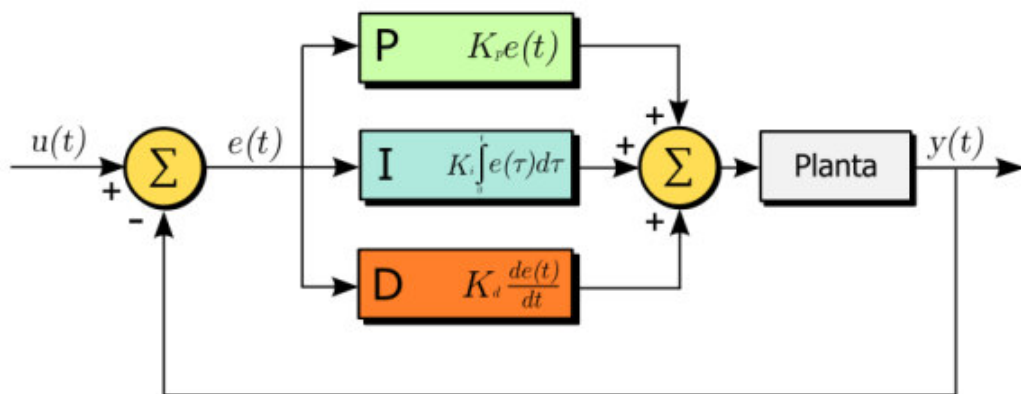 P K_p e(t)
u(t)
Σ
e(t)
I K_i ∫_0^t e(τ)dτ
Σ
Planta
y(t)
+
-
+
+
+
D K_d de(t)/dt